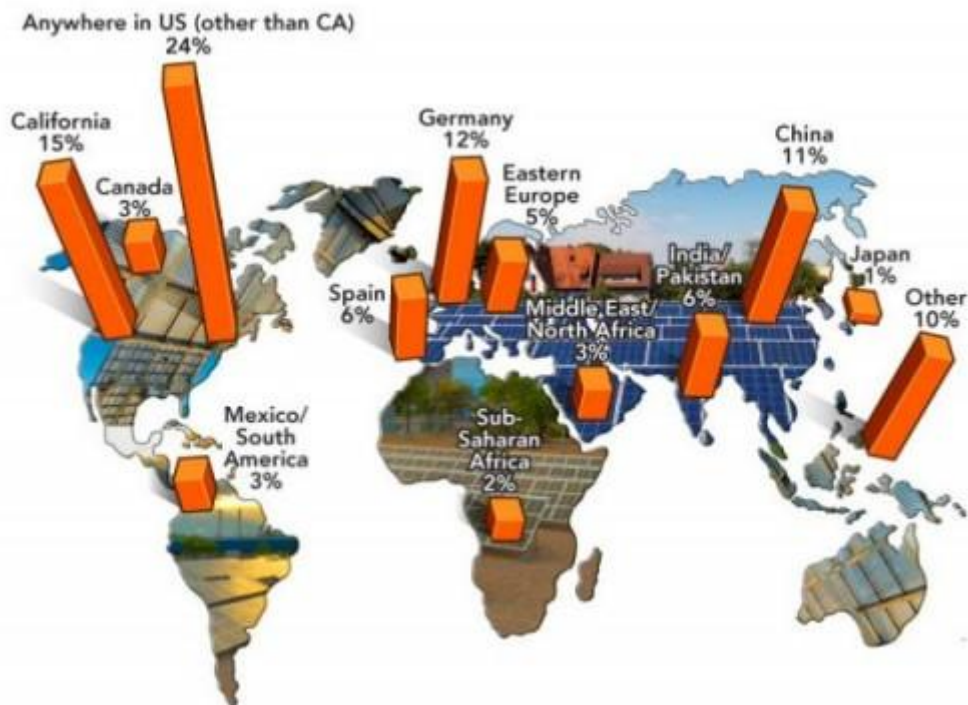 Anywhere in US (other than CA)
24%
California
15%
Canada
3%
Germany
12%
Eastern
Europe
5%
China
11%
Spain
6%
Middle East/
North Africa
3%
India/
Pakistan
6%
Japan
1%
Other
10%
Mexico/
South
America
3%
Sub-
Saharan
Africa
2%